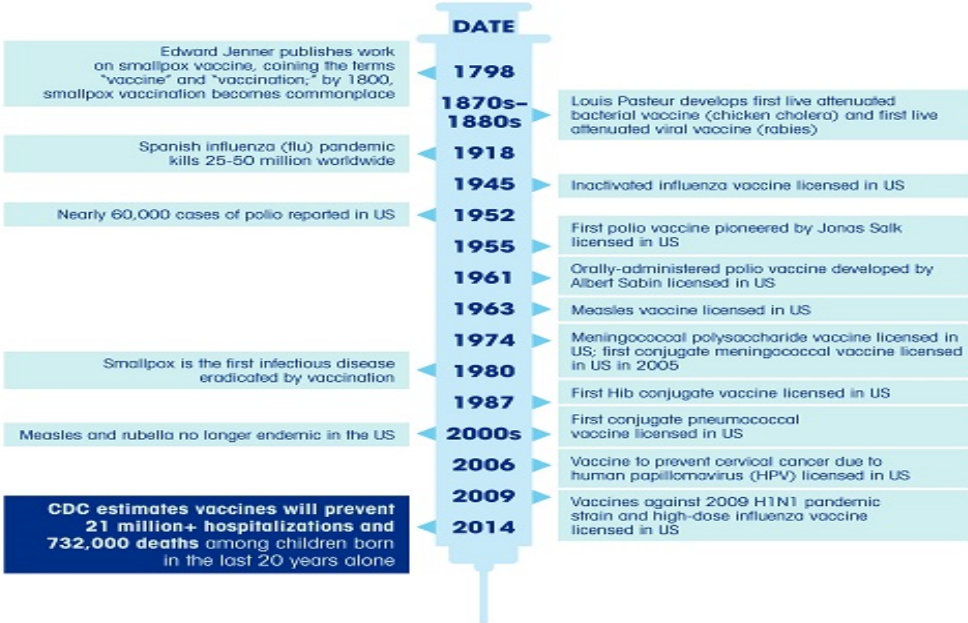 DATE
Edward Jenner publishes work
on smallpox vaccine, coining the terms
"vaccine" and "vaccination;" by 1800,
smallpox vaccination becomes commonplace
1798
1870s–
1880s
Louis Pasteur develops first live attenuated
bacterial vaccine (chicken cholera) and first live
attenuated viral vaccine (rabies)
Spanish influenza (flu) pandemic
kills 25-50 million worldwide
1918
1945
Inactivated influenza vaccine licensed in US
Nearly 60,000 cases of polio reported in US
1952
1955
First polio vaccine pioneered by Jonas Salk
licensed in US
1961
Orally-administered polio vaccine developed by
Albert Sabin licensed in US
1963
Measles vaccine licensed in US
1974
Meningococcal polysaccharide vaccine licensed in
US; first conjugate meningococcal vaccine licensed
in US in 2005
Smallpox is the first infectious disease
eradicated by vaccination
1980
1987
First Hib conjugate vaccine licensed in US
Measles and rubella no longer endemic in the US
2000s
First conjugate pneumococcal
vaccine licensed in US
2006
Vaccine to prevent cervical cancer due to
human papillomavirus (HPV) licensed in US
2009
Vaccines against 2009 H1N1 pandemic
strain and high-dose influenza vaccine
licensed in US
CDC estimates vaccines will prevent
21 million+ hospitalizations and
732,000 deaths among children born
in the last 20 years alone
2014